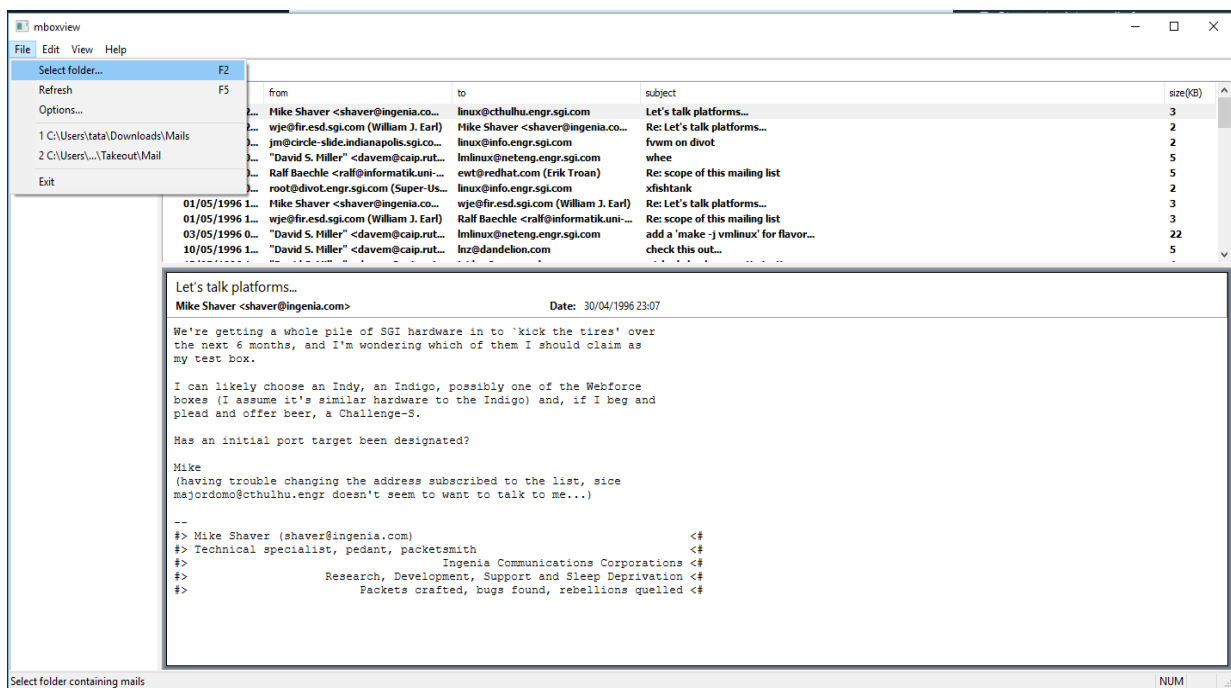 mboxview
File Edit View Help
Select folder... F2
Refresh F5
Options...
1 C:\Users\tata\Downloads\Mails
2 C:\Users\...\Takeout\Mail
Exit
from to subject size(KB)
2... Mike Shaver <shaver@ingenia.co... linux@cthulhu.engr.sgi.com Let's talk platforms... 3
2... wje@fir.esd.sgi.com (William J. Earl) Mike Shaver <shaver@ingenia.co... Re: Let's talk platforms... 2
0... jm@circle-slide.indianapolis.sgi.co... linux@info.engr.sgi.com fvwm on divot 2
0... "David S. Miller" <davem@caip.rut... lmlinux@neteng.engr.sgi.com whee 5
0... Ralf Baechle <ralf@informatik.uni-... ewt@redhat.com (Erik Troan) Re: scope of this mailing list 5
0... root@divot.engr.sgi.com (Super-Us... linux@info.engr.sgi.com xfishtank 2
01/05/1996 1... Mike Shaver <shaver@ingenia.co... wje@fir.esd.sgi.com (William J. Earl) Re: Let's talk platforms... 3
01/05/1996 1... wje@fir.esd.sgi.com (William J. Earl) Ralf Baechle <ralf@informatik.uni-... Re: scope of this mailing list 3
03/05/1996 0... "David S. Miller" <davem@caip.rut... lmlinux@neteng.engr.sgi.com add a 'make -j vmlinux' for flavor... 22
10/05/1996 1... "David S. Miller" <davem@caip.rut... lnz@dandelion.com check this out... 5
Let's talk platforms...
Mike Shaver <shaver@ingenia.com> Date: 30/04/1996 23:07
We're getting a whole pile of SGI hardware in to `kick the tires' over
the next 6 months, and I'm wondering which of them I should claim as
my test box.
I can likely choose an Indy, an Indigo, possibly one of the Webforce
boxes (I assume it's similar hardware to the Indigo) and, if I beg and
plead and offer beer, a Challenge-S.
Has an initial port target been designated?
Mike
(having trouble changing the address subscribed to the list, sice
majordomo@cthulhu.engr doesn't seem to want to talk to me...)
--
#> Mike Shaver (shaver@ingenia.com) <#
#> Technical specialist, pedant, packetsmith <#
#> Ingenia Communications Corporations <#
#> Research, Development, Support and Sleep Deprivation <#
#> Packets crafted, bugs found, rebellions quelled <#
Select folder containing mails NUM